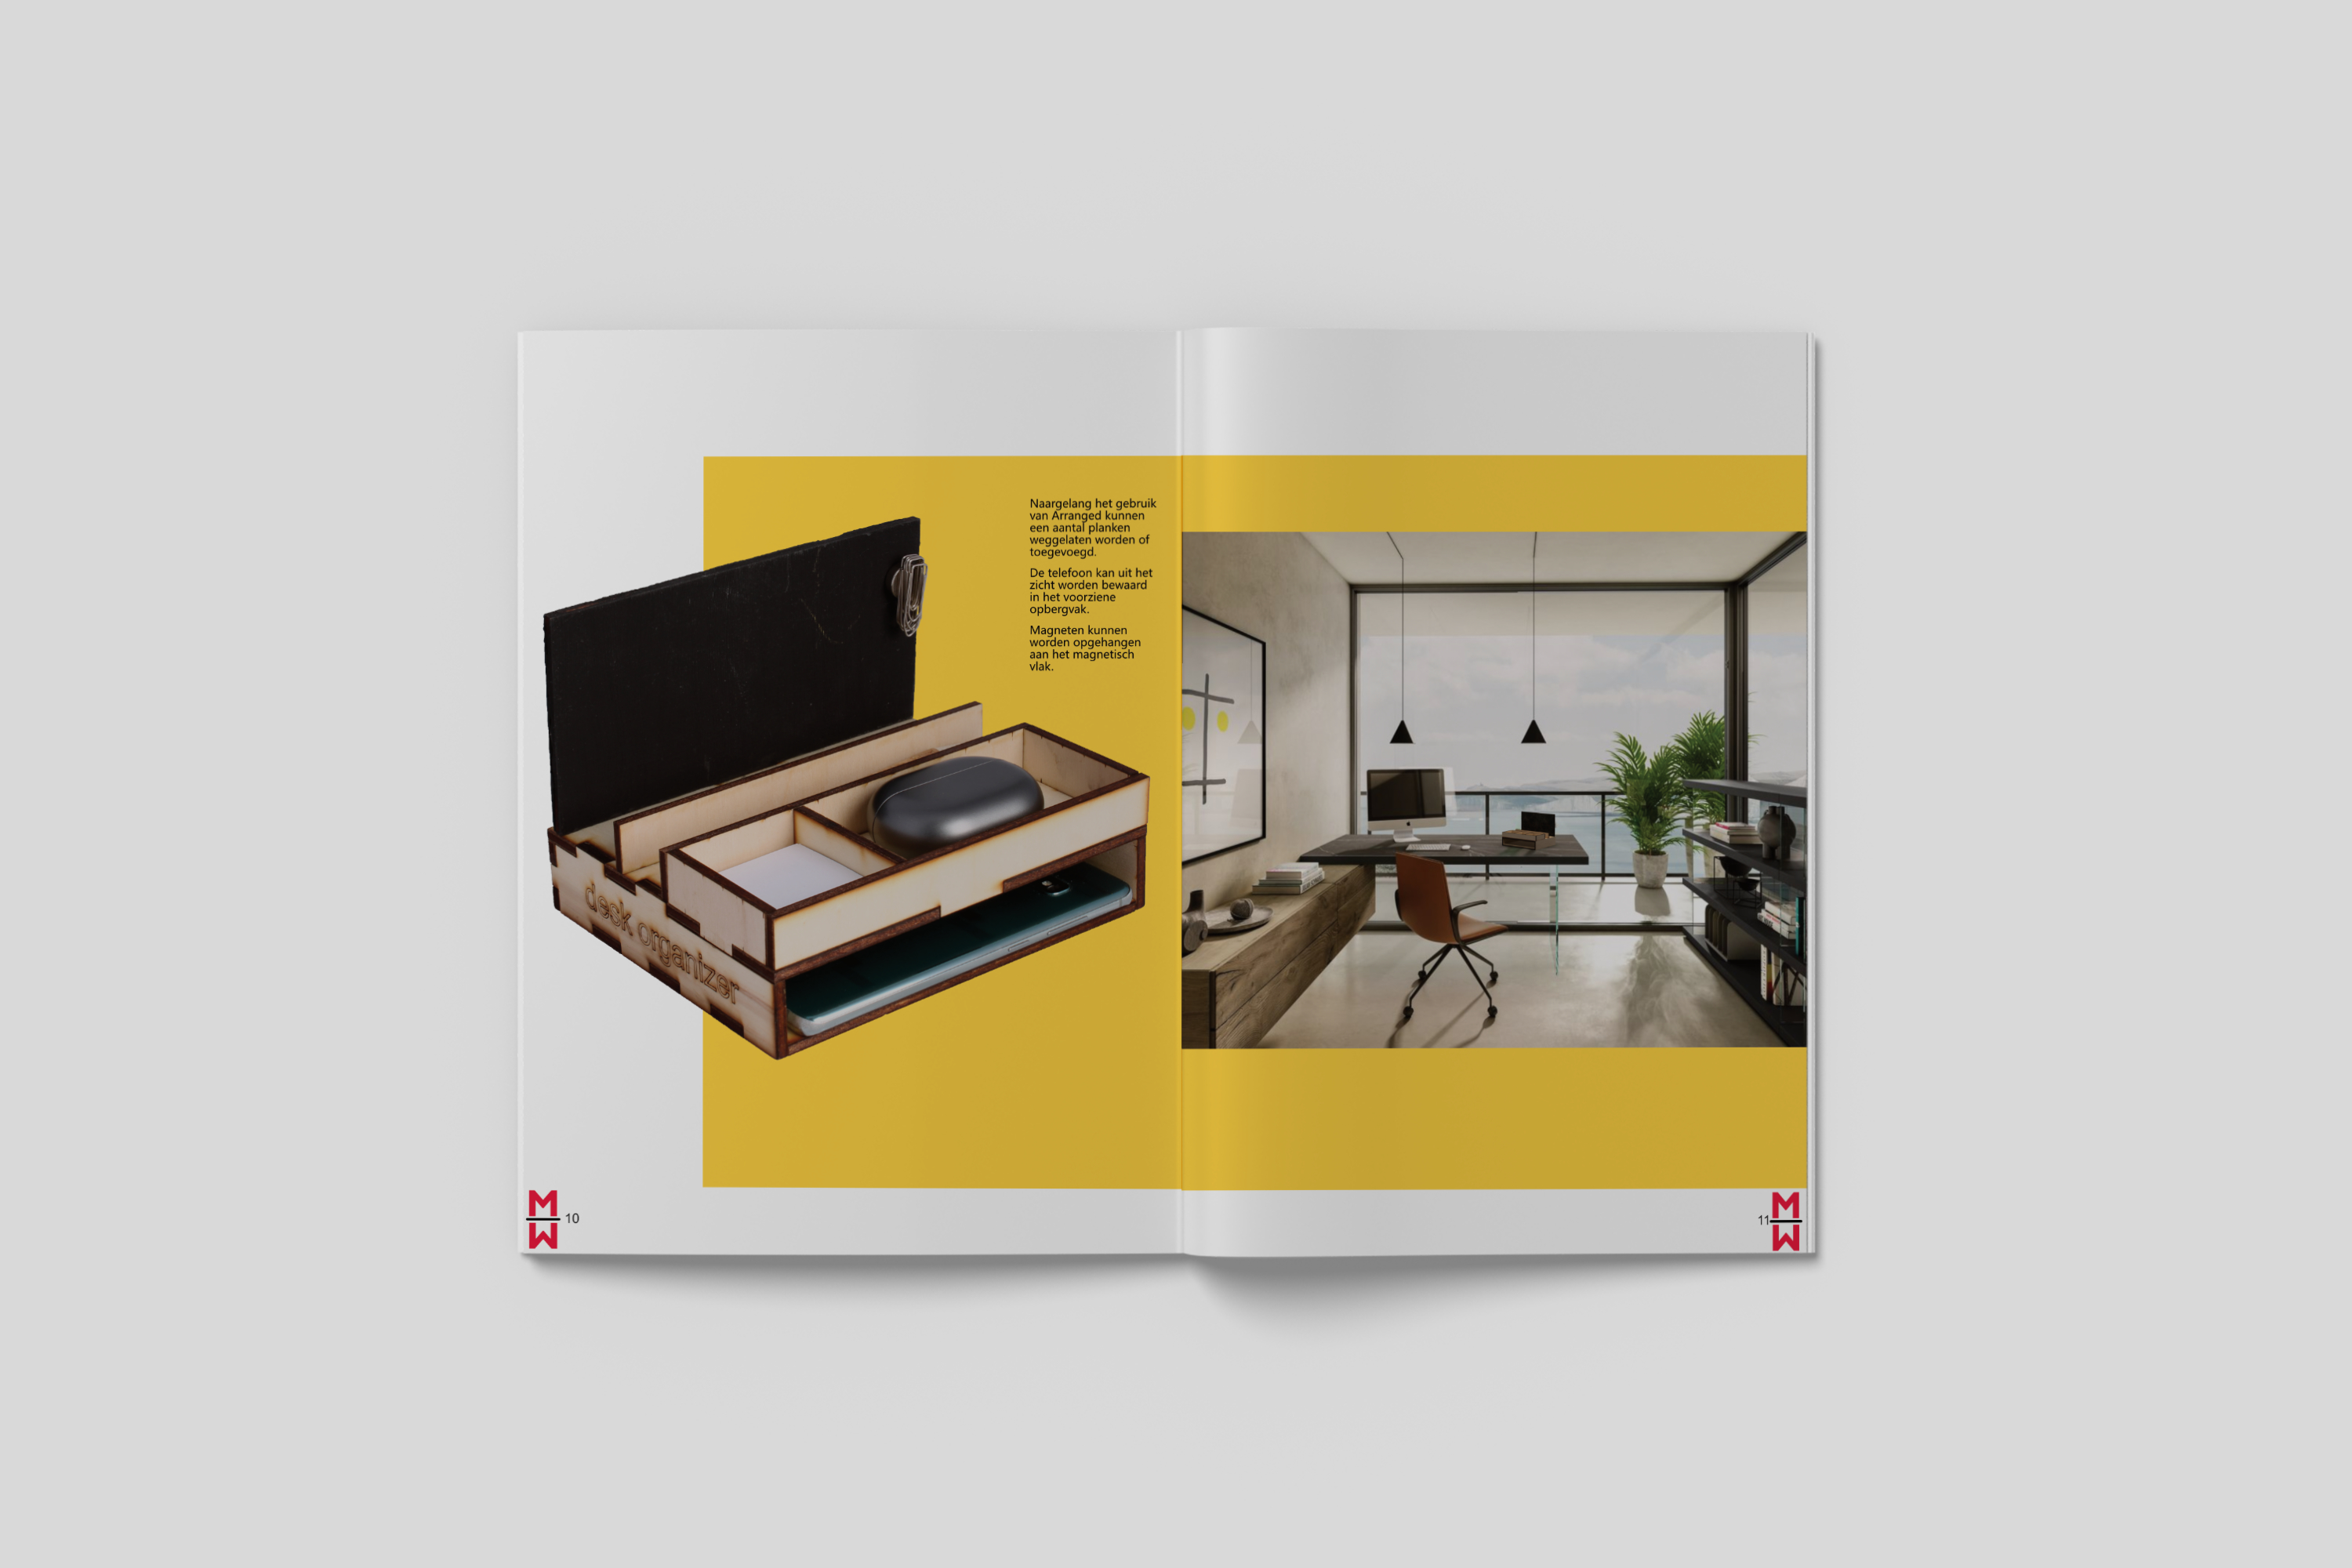 Naargelang het gebruik
van Arranged kunnen
een aantal planken
weggelaten worden of
toegevoegd.
De telefoon kan uit het
zicht worden bewaard
in het voorziene
opbergvak.
Magneten kunnen
worden opgehangen
aan het magnetisch
vlak.
deck organizer
M
W
10
11
M
W